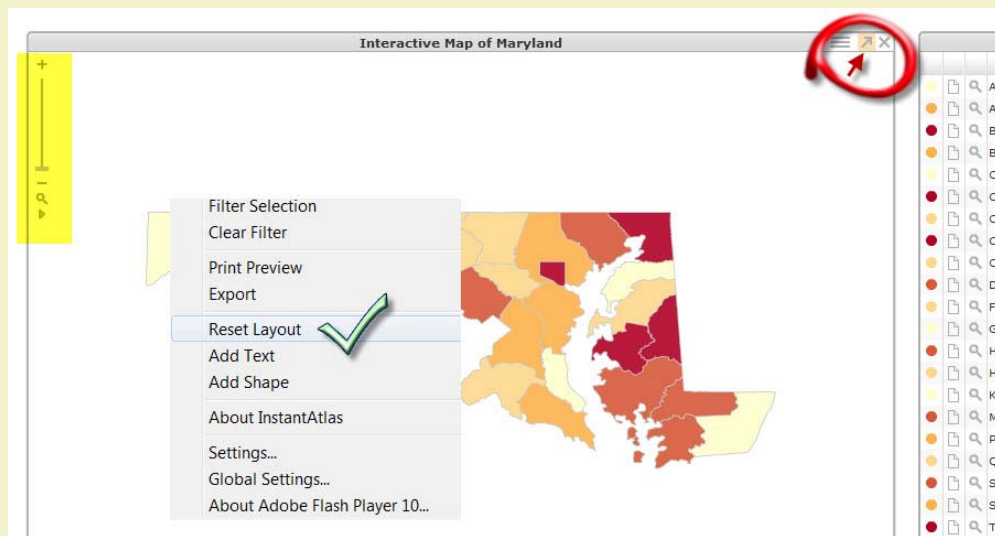 Interactive Map of Maryland
Filter Selection
Clear Filter
Print Preview
Export
Reset Layout
Add Text
Add Shape
About InstantAtlas
Settings...
Global Settings...
About Adobe Flash Player 10...
A
A
B
B
C
C
C
C
C
D
F
G
H
H
K
M
P
Q
S
S
T